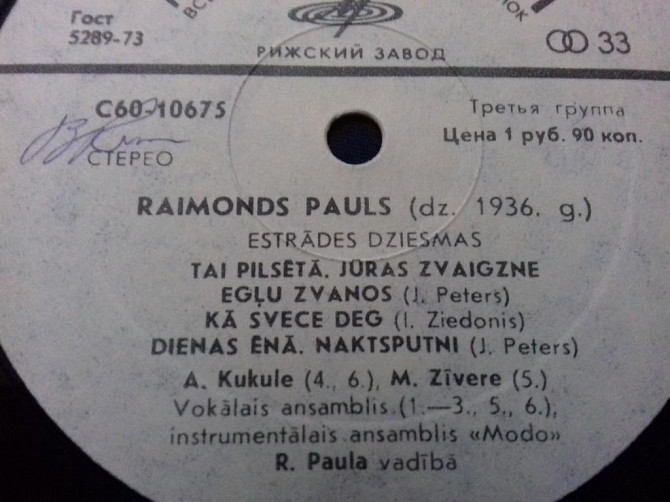 Гост
5289-73
РИЖСКИЙ ЗАВОД
33
С60-10675
СТЕРЕО
Третья группа
Цена 1 руб. 90 коп.
RAIMONDS PAULS (dz. 1936. g.)
ESTRĀDES DZIESMAS
TAI PILSĒTĀ. JŪRAS ZVAIGZNE
EGĻU ZVANOS (J. Peters)
KĀ SVECE DEG (I. Ziedonis)
DIENAS ĒNĀ. NAKTSPUTNI (J. Peters)
A. Kukule (4., 6.), M. Zīvere (5.)
Vokālais ansamblis (1.—3., 5., 6.),
instrumentālais ansamblis «Modo»
R. Paula vadībā